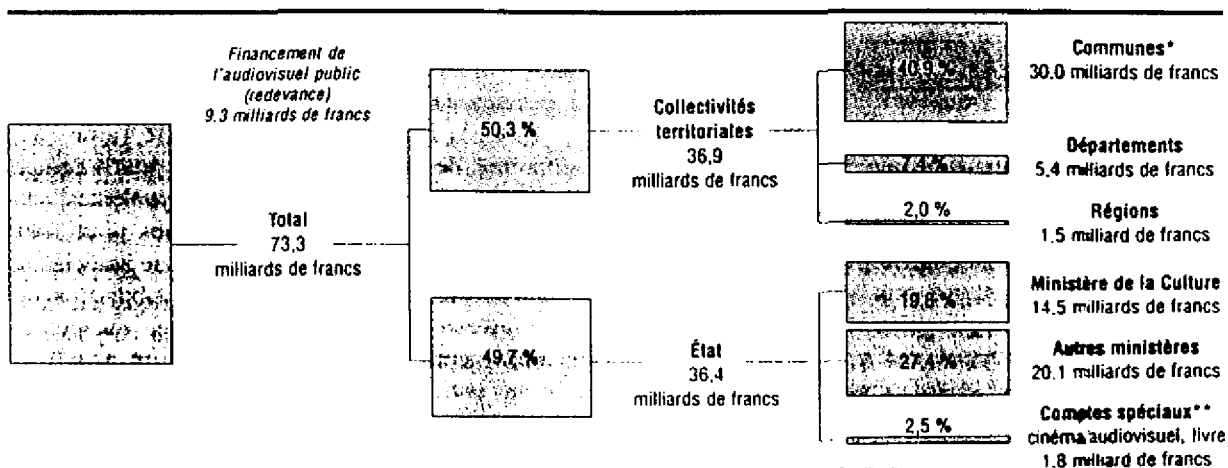 Financement de
l'audiovisuel public
(redevance)
9.3 milliards de francs
Total
73,3
milliards de francs
50,3 %
Collectivités
territoriales
36,9
milliards de francs
40,9 %
Communes*
30.0 milliards de francs
7,4 %
Départements
5.4 milliards de francs
2,0 %
Régions
1.5 milliard de francs
49,7 %
État
36,4
milliards de francs
19,8 %
Ministère de la Culture
14.5 milliards de francs
27,4 %
Autres ministères
20.1 milliards de francs
2,5 %
Comptes spéciaux**
cinéma audiovisuel, livre
1.8 milliard de francs